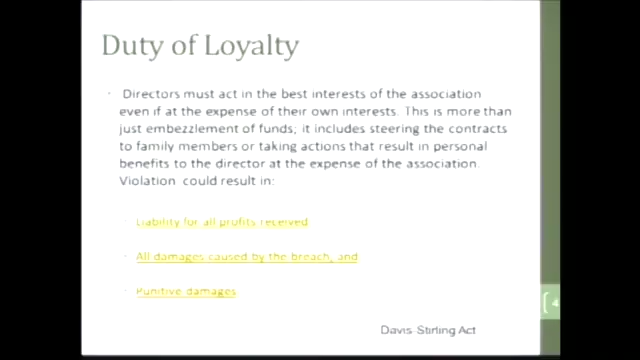 Duty of Loyalty
Directors must act in the best interests of the association
even if at the expense of their own interests. This is more than
just embezzlement of funds; it includes steering the contracts
to family members or taking actions that result in personal
benefits to the director at the expense of the association.
Violation could result in:
Liability for all profits received
All damages caused by the breach, and
Punitive damages
4
Davis Stirling Act